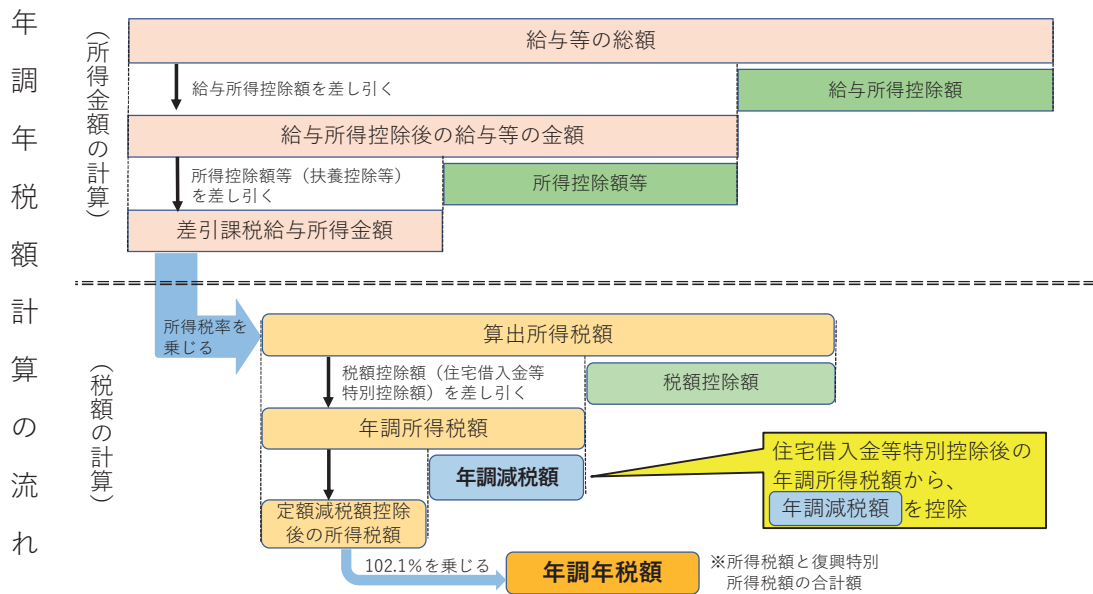 年調年税額計算の流れ
（所得金額の計算）
給与等の総額
給与所得控除額を差し引く
給与所得控除額
給与所得控除後の給与等の金額
所得控除額等（扶養控除等）
を差し引く
所得控除額等
差引課税給与所得金額
（税額の計算）
所得税率を
乗じる
算出所得税額
税額控除額（住宅借入金等
特別控除額）を差し引く
税額控除額
年調所得税額
年調減税額
住宅借入金等特別控除後の
年調所得税額から、
年調減税額を控除
定額減税額控除
後の所得税額
102.1%を乗じる
年調年税額
※所得税額と復興特別
所得税額の合計額